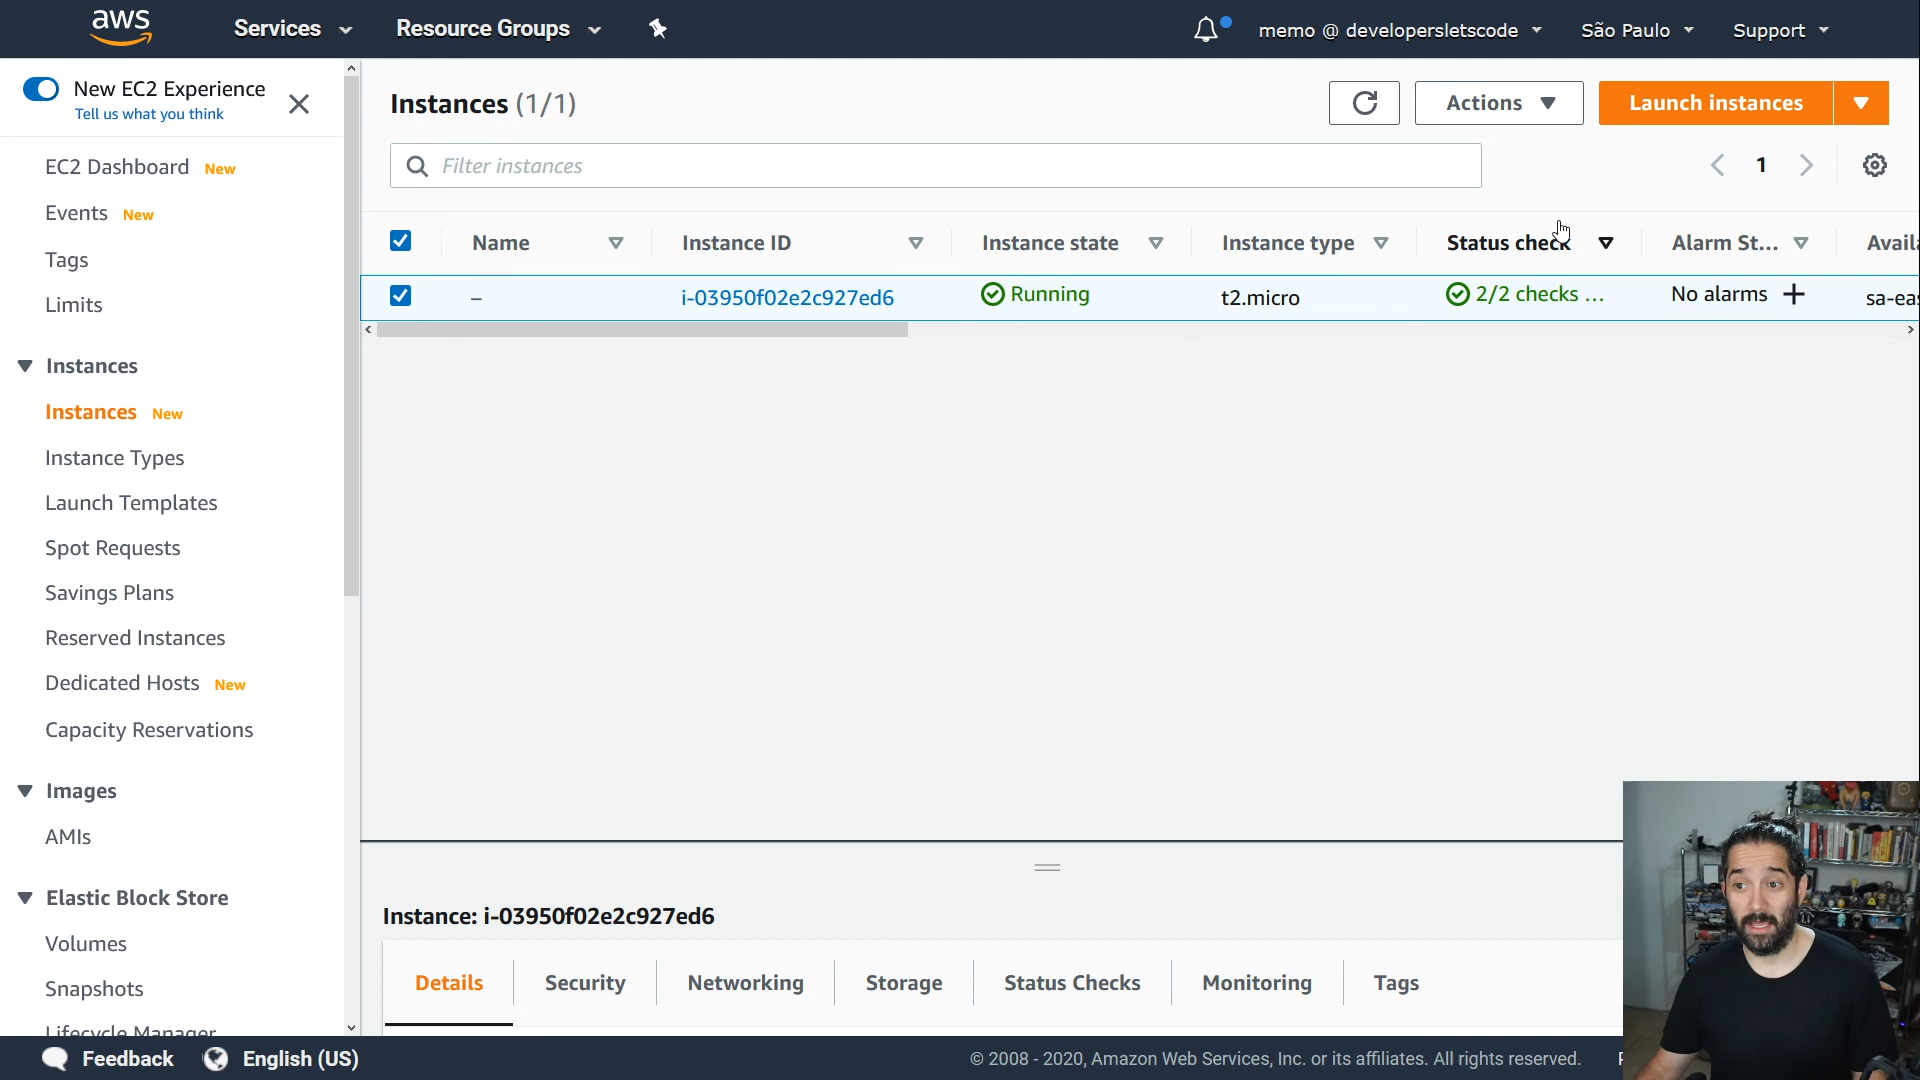 aws
Services
Resource Groups
memo @ developersletscode
São Paulo
Support
New EC2 Experience
Tell us what you think
EC2 Dashboard New
Events New
Tags
Limits
Instances
Instances New
Instance Types
Launch Templates
Spot Requests
Savings Plans
Reserved Instances
Dedicated Hosts New
Capacity Reservations
Images
AMIs
Elastic Block Store
Volumes
Snapshots
Lifecycle Manager
Instances (1/1)
Actions
Launch instances
Filter instances
1
Name Instance ID Instance state Instance type Status check Alarm St... Availa
– i-03950f02e2c927ed6 Running t2.micro 2/2 checks ... No alarms + sa-eas
Instance: i-03950f02e2c927ed6
Details Security Networking Storage Status Checks Monitoring Tags
Feedback
English (US)
© 2008 - 2020, Amazon Web Services, Inc. or its affiliates. All rights reserved.